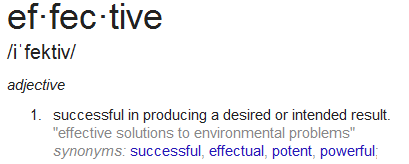 ef·fec·tive
/iˈfektiv/
adjective
1. successful in producing a desired or intended result.
"effective solutions to environmental problems"
synonyms: successful, effectual, potent, powerful;